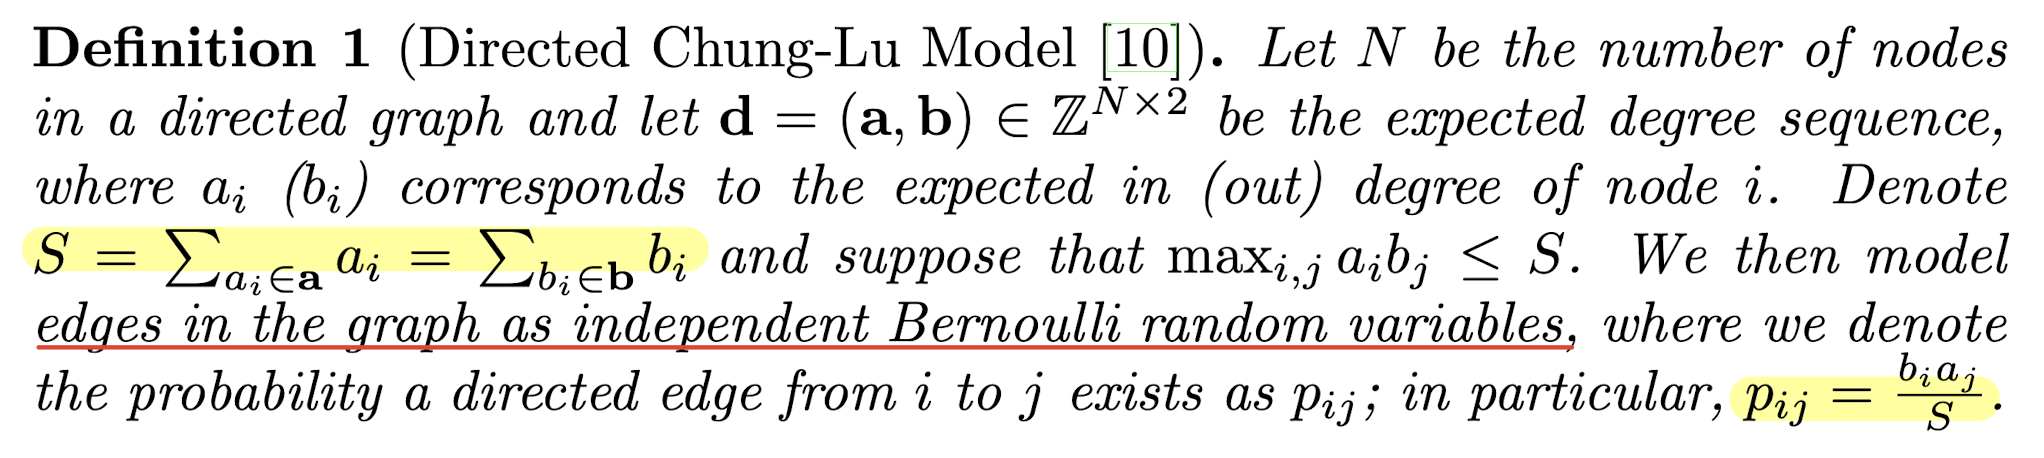 Definition 1 (Directed Chung-Lu Model [10]). Let N be the number of nodes
in a directed graph and let d = (a, b) ∈ ℤ^{N×2} be the expected degree sequence,
where a_i (b_i) corresponds to the expected in (out) degree of node i. Denote
S = ∑_{a_i∈a} a_i = ∑_{b_i∈b} b_i and suppose that max_{i,j} a_i b_j ≤ S. We then model
edges in the graph as independent Bernoulli random variables, where we denote
the probability a directed edge from i to j exists as p_{ij}; in particular, p_{ij} = \frac{b_i a_j}{S}.